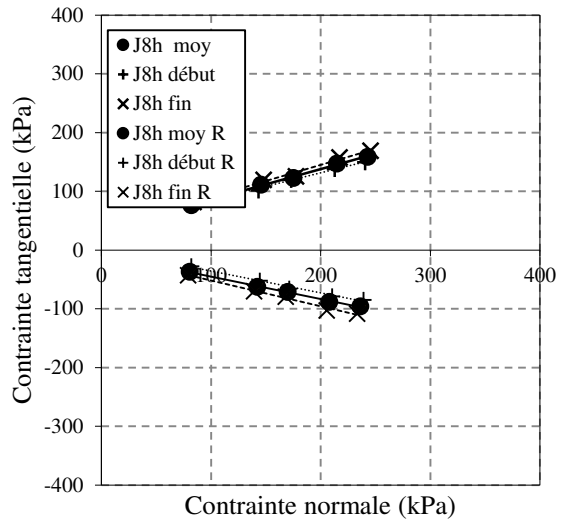 400
300
200
100
0
-100
-200
-300
-400
0
100
200
300
400
J8h moy
J8h début
J8h fin
J8h moy R
J8h début R
J8h fin R
Contrainte tangentielle (kPa)
Contrainte normale (kPa)